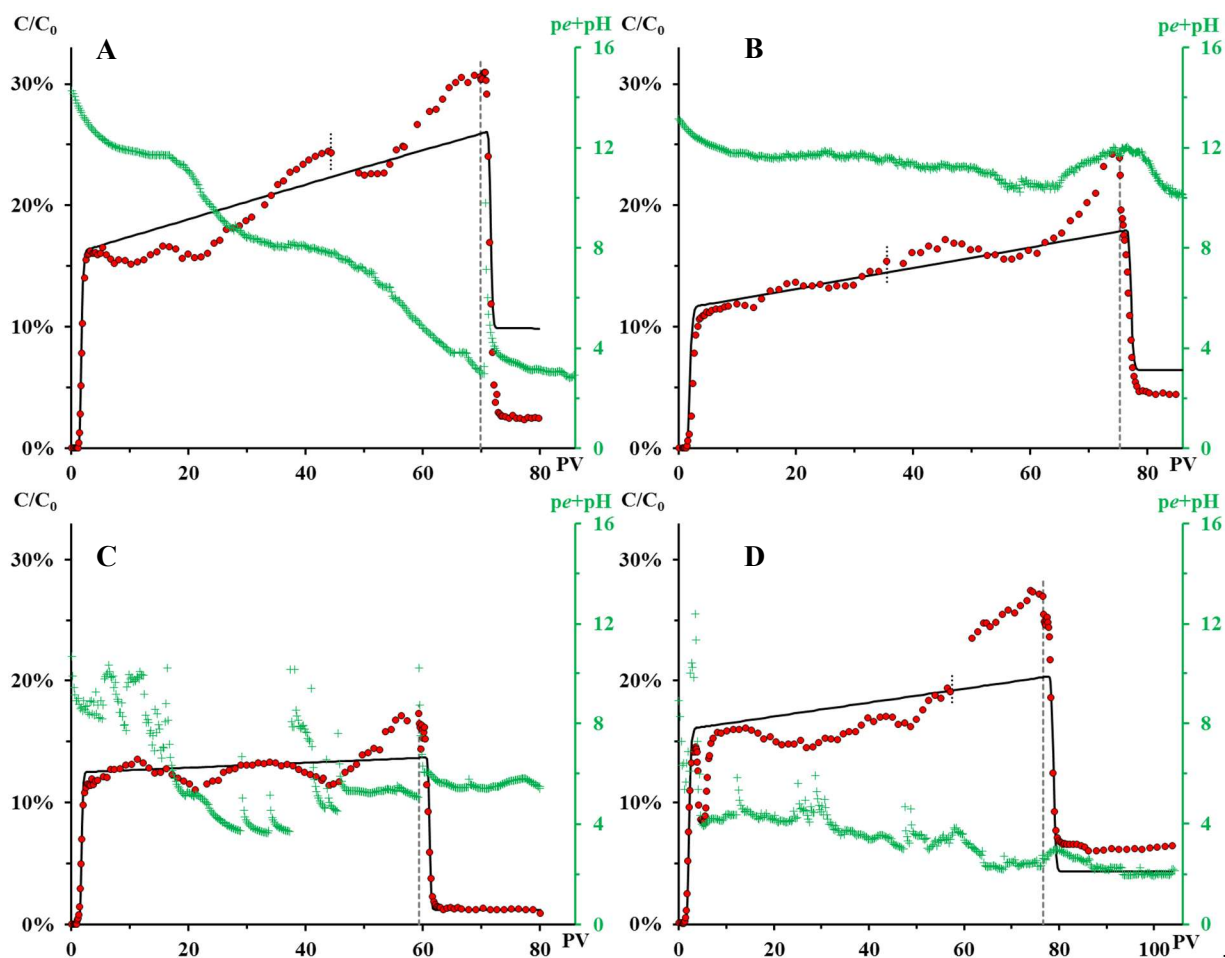 C/C₀ pe+pH C/C₀ pe+pH
A 16 B 16
30% 30%
12 12
20% 20%
8 8
10% 10%
4 4
0% 0 0% 0
0 20 40 60 80 PV 0 20 40 60 80 PV
C/C₀ pe+pH C/C₀ pe+pH
C 16 D 16
30% 30%
12 12
20% 20%
8 8
10% 10%
4 4
0% 0 0% 0
0 20 40 60 80 PV 0 20 40 60 80 100 PV